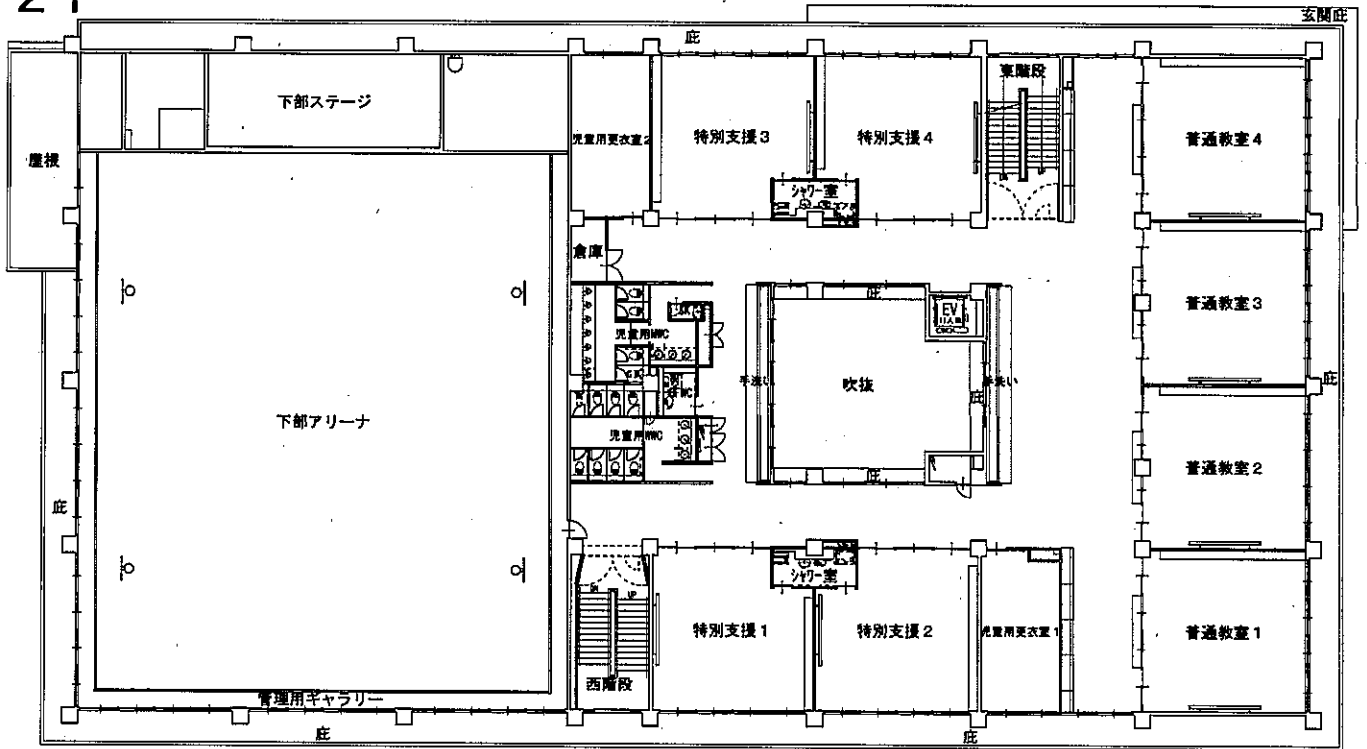 玄関庇
庇
東階段
下部ステージ
児童用更衣室2
特別支援3
特別支援4
普通教室4
屋根
シャワー室
倉庫
庇
EV
普通教室3
児童用MWC
手洗い
吹抜
手洗い
庇
庇
下部アリーナ
児童用WWC
普通教室2
庇
庇
シャワー室
UP
特別支援1
特別支援2
児童用更衣室1
普通教室1
西階段
管理用ギャラリー
庇
庇